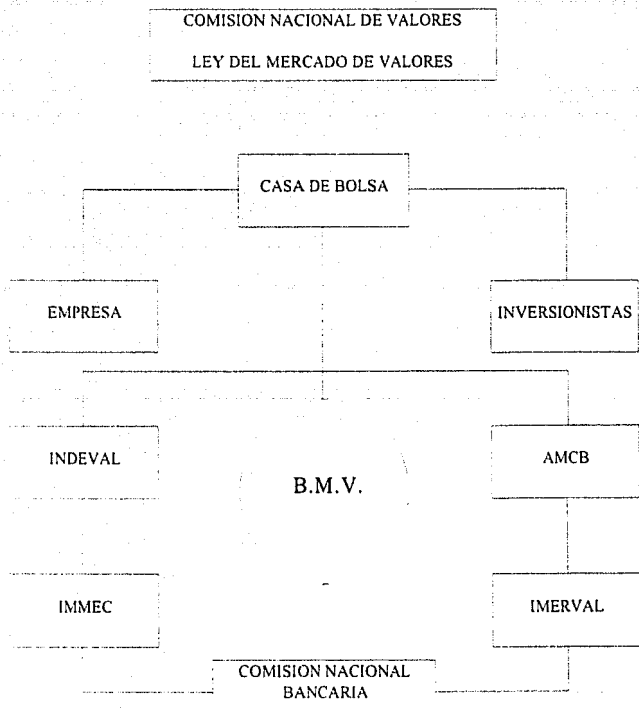 COMISION NACIONAL DE VALORES
LEY DEL MERCADO DE VALORES
CASA DE BOLSA
EMPRESA
INVERSIONISTAS
INDEVAL
AMCB
B.M.V.
IMMEC
IMERVAL
COMISION NACIONAL
BANCARIA